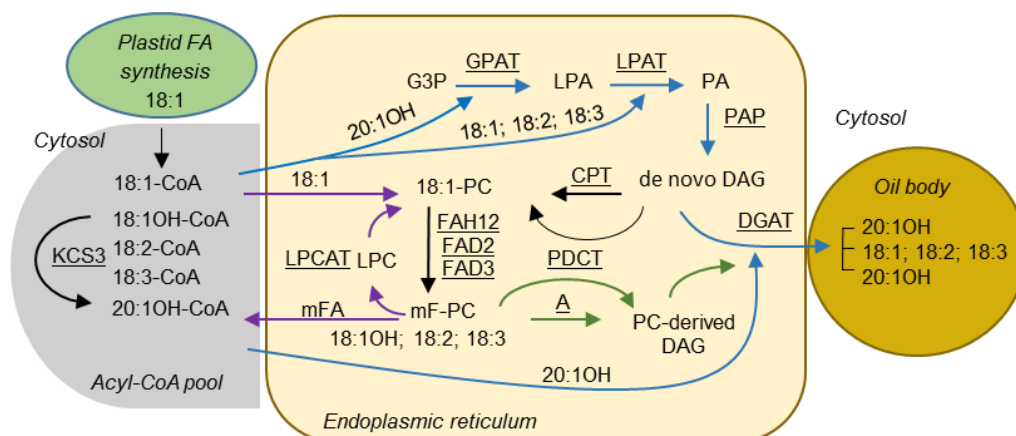 Plastid FA
synthesis
18:1
Cytosol
18:1-CoA
18:1OH-CoA
KCS3
18:2-CoA
18:3-CoA
20:1OH-CoA
Acyl-CoA pool
G3P
GPAT
LPA
LPAT
PA
20:1OH
18:1; 18:2; 18:3
PAP
18:1
18:1-PC
CPT
de novo DAG
FAH12
FAD2
FAD3
LPCAT
LPC
PDCT
DGAT
mFA
mF-PC
18:1OH; 18:2; 18:3
A
PC-derived
DAG
20:1OH
Endoplasmic reticulum
Cytosol
Oil body
20:1OH
18:1; 18:2; 18:3
20:1OH